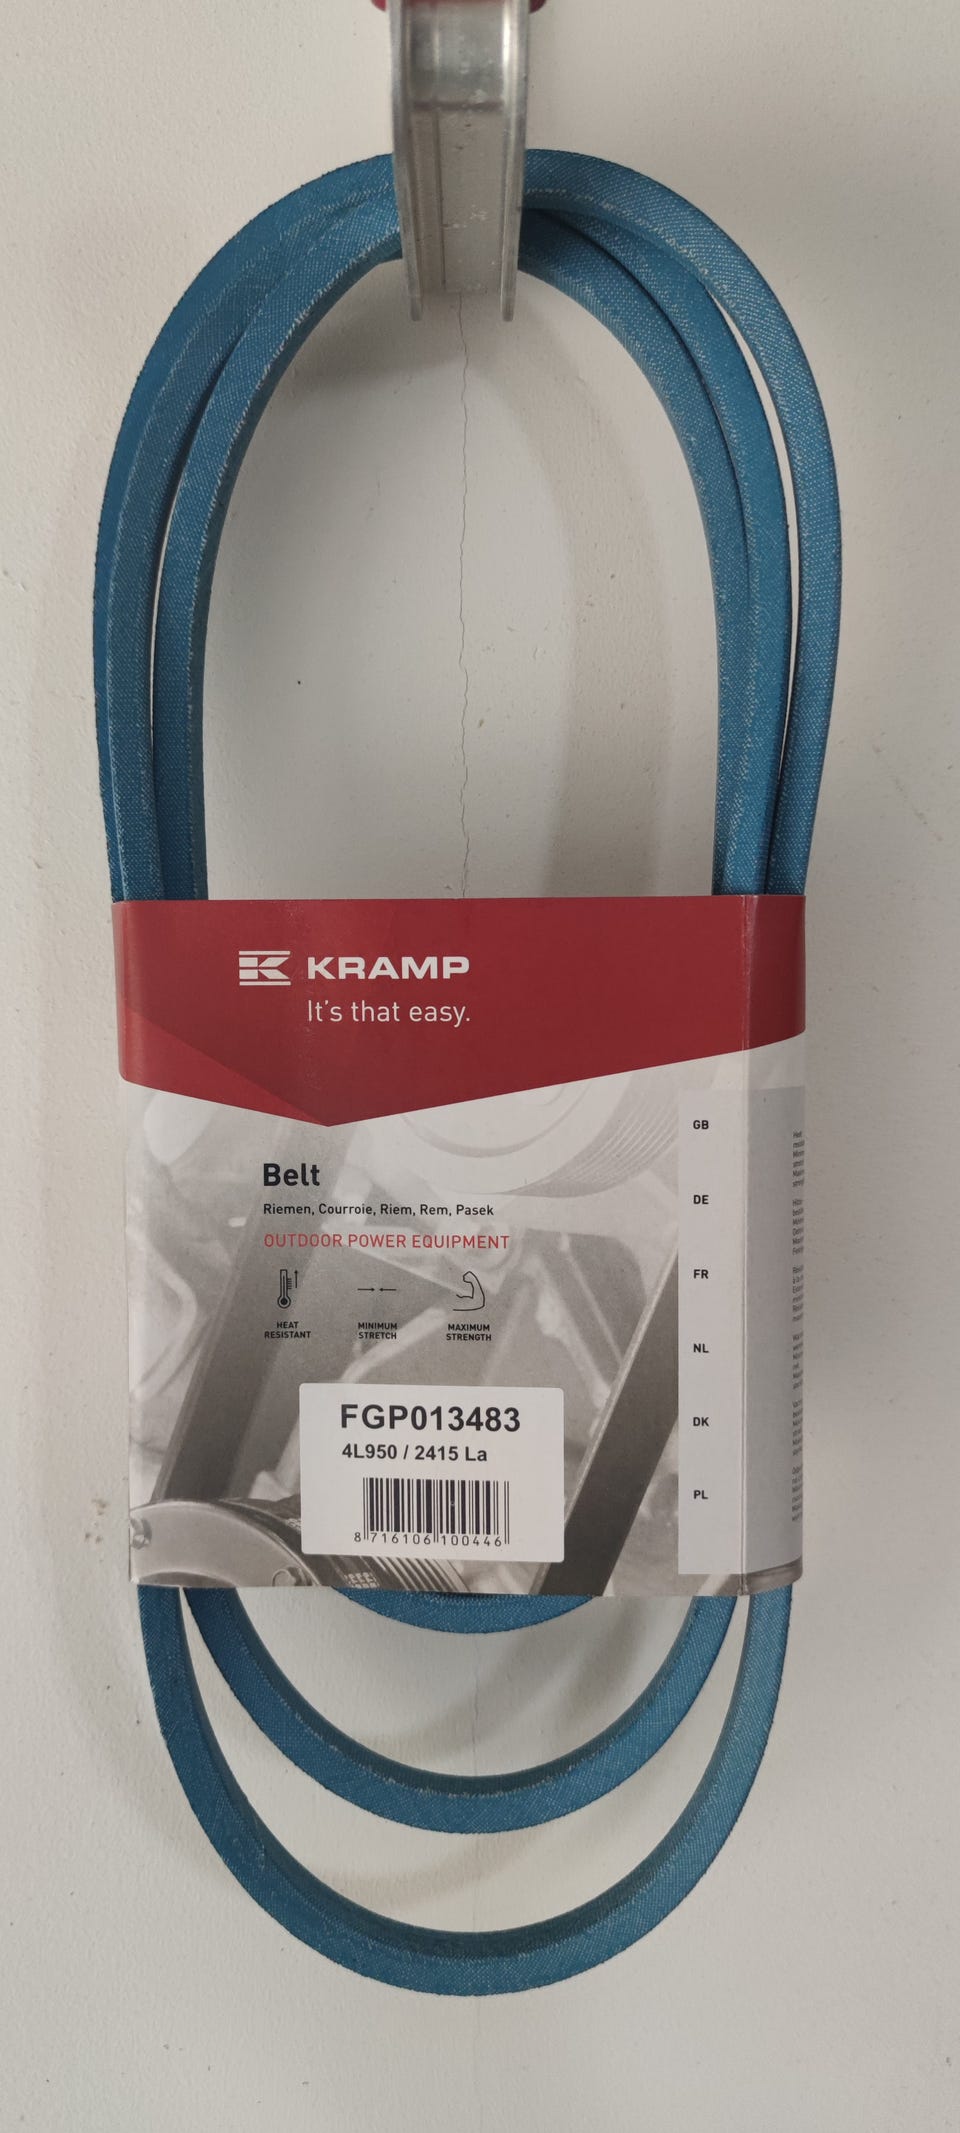 KRAMP
It's that easy.
Belt
Riemen, Courroie, Riem, Rem, Pasek
OUTDOOR POWER EQUIPMENT
HEAT
RESISTANT
MINIMUM
STRETCH
MAXIMUM
STRENGTH
FGP013483
4L950 / 2415 La
8 716106 100446
GB
DE
FR
NL
DK
PL